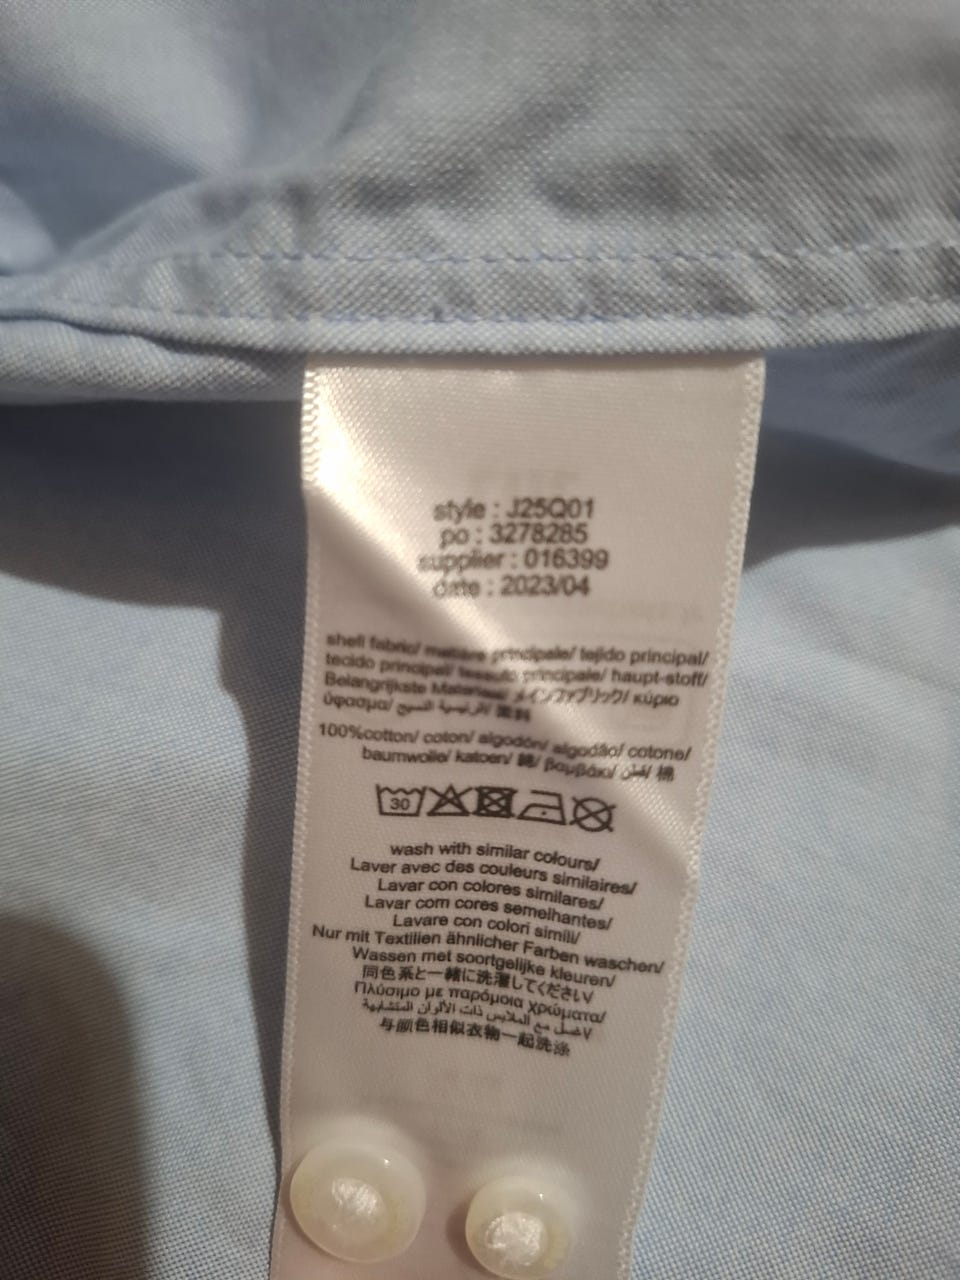 style : J25Q01
po : 3278285
supplier : 016399
date : 2023/04
shell fabric/ matière principale/ tejido principal/
tecido principal/ tessuto principale/ haupt-stoff/
Belangrijkste Materiaal/ メインファブリック/ κύριο
ύφασμα/ النسيج الرئيسية/ 面料
100%cotton/ coton/ algodón/ algodão/ cotone/
baumwolle/ katoen/ 綿/ βαμβάκι/ قطن/ 棉
30
wash with similar colours/
Laver avec des couleurs similaires/
Lavar con colores similares/
Lavar com cores semelhantes/
Lavare con colori simili/
Nur mit Textilien ähnlicher Farben waschen/
Wassen met soortgelijke kleuren/
同色系と一緒に洗濯してください/
Πλύσιμο με παρόμοια χρώματα/
تغسل مع الملابس ذات الألوان المتشابهة/
与颜色相似衣物一起洗涤